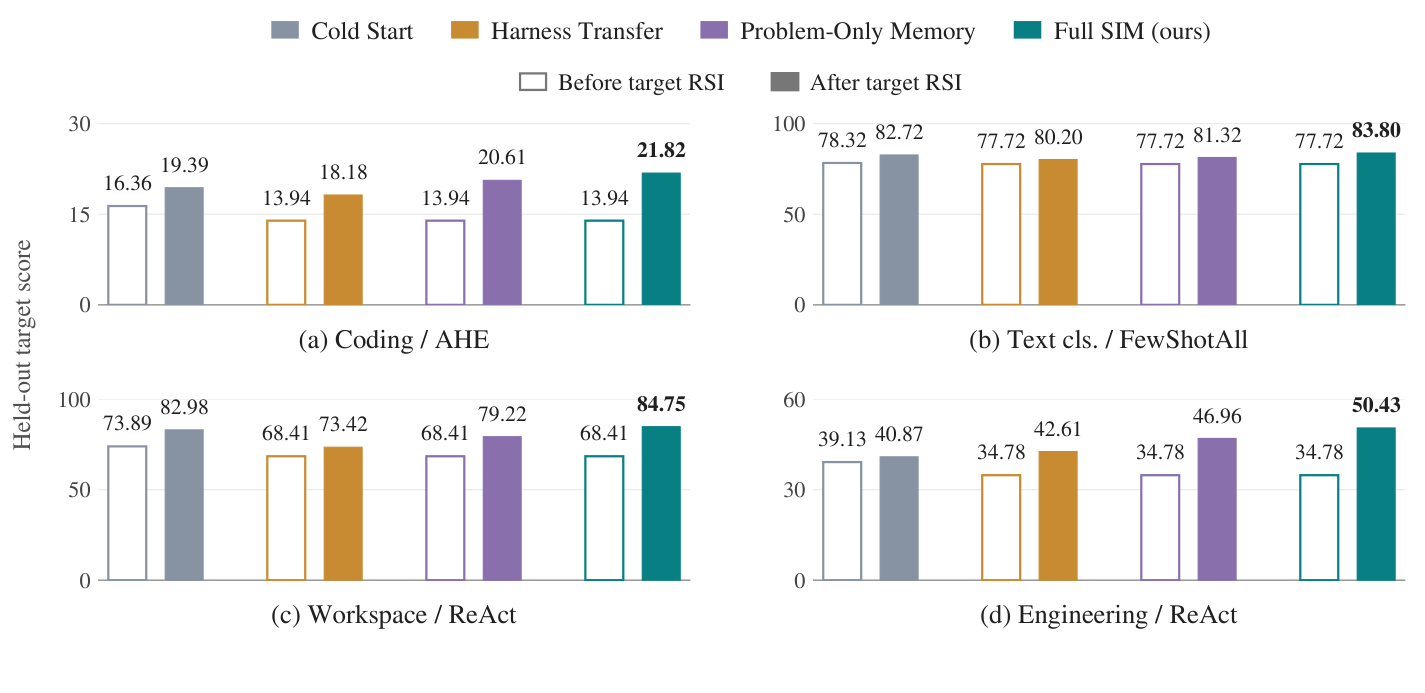 Cold Start Harness Transfer Problem-Only Memory Full SIM (ours)
Before target RSI After target RSI
Held-out target score
30
15
0
16.36 19.39 13.94 18.18 13.94 20.61 13.94 21.82
(a) Coding / AHE
100
50
0
78.32 82.72 77.72 80.20 77.72 81.32 77.72 83.80
(b) Text cls. / FewShotAll
100
50
0
73.89 82.98 68.41 73.42 68.41 79.22 68.41 84.75
(c) Workspace / ReAct
60
30
0
39.13 40.87 34.78 42.61 34.78 46.96 34.78 50.43
(d) Engineering / ReAct